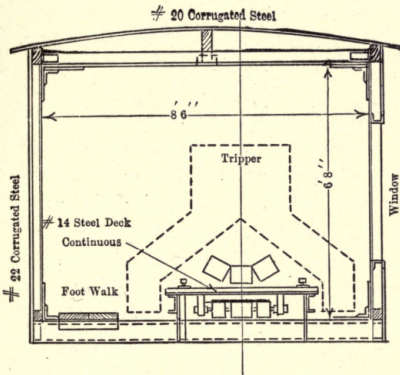 # 20 Corrugated Steel
8'6"
6'8"
Tripper
Window
# 22 Corrugated Steel
# 14 Steel Deck
Continuous
Foot Walk